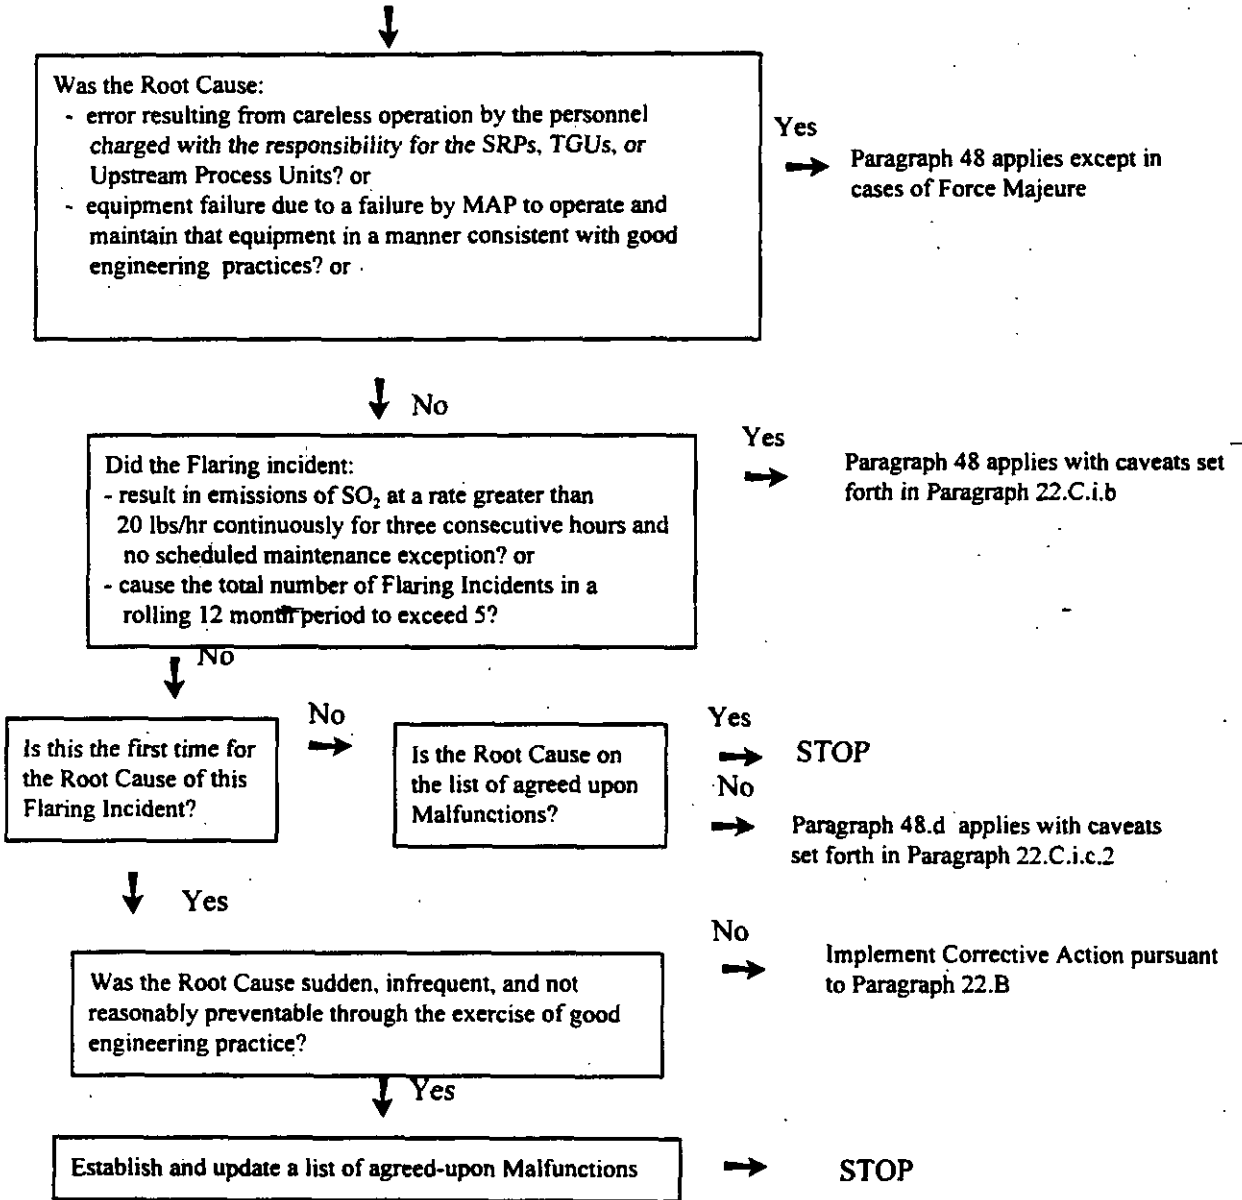 Was the Root Cause:
- error resulting from careless operation by the personnel
charged with the responsibility for the SRPs, TGUs, or
Upstream Process Units? or
- equipment failure due to a failure by MAP to operate and
maintain that equipment in a manner consistent with good
engineering practices? or
Yes
Paragraph 48 applies except in
cases of Force Majeure
No
Did the Flaring incident:
- result in emissions of SO₂ at a rate greater than
20 lbs/hr continuously for three consecutive hours and
no scheduled maintenance exception? or
- cause the total number of Flaring Incidents in a
rolling 12 month period to exceed 5?
Yes
Paragraph 48 applies with caveats set
forth in Paragraph 22.C.i.b
No
Is this the first time for
the Root Cause of this
Flaring Incident?
No
Is the Root Cause on
the list of agreed upon
Malfunctions?
Yes
STOP
No
Paragraph 48.d applies with caveats
set forth in Paragraph 22.C.i.c.2
Yes
Was the Root Cause sudden, infrequent, and not
reasonably preventable through the exercise of good
engineering practice?
No
Implement Corrective Action pursuant
to Paragraph 22.B
Yes
Establish and update a list of agreed-upon Malfunctions
STOP